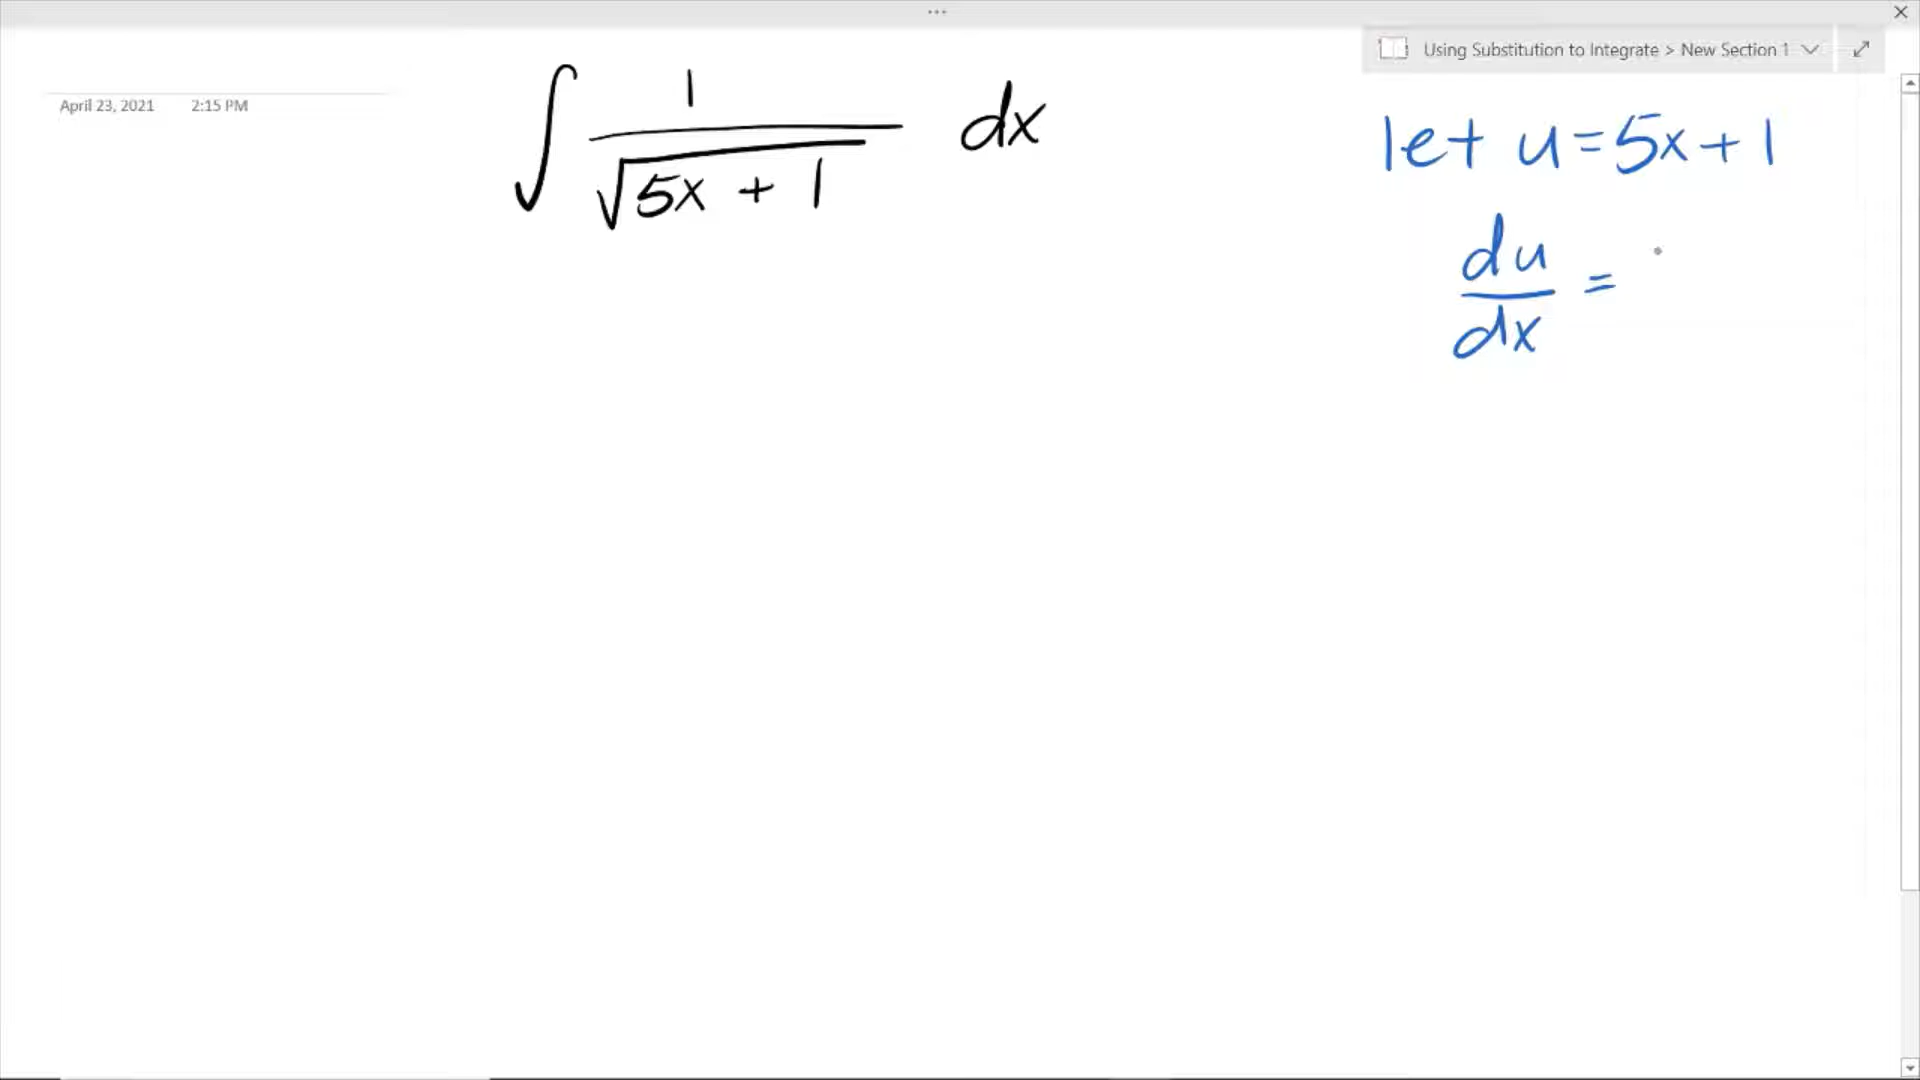 Using Substitution to Integrate > New Section 1
April 23, 2021 2:15 PM
∫ 1/√(5x + 1) dx
let u=5x+1
du/dx =